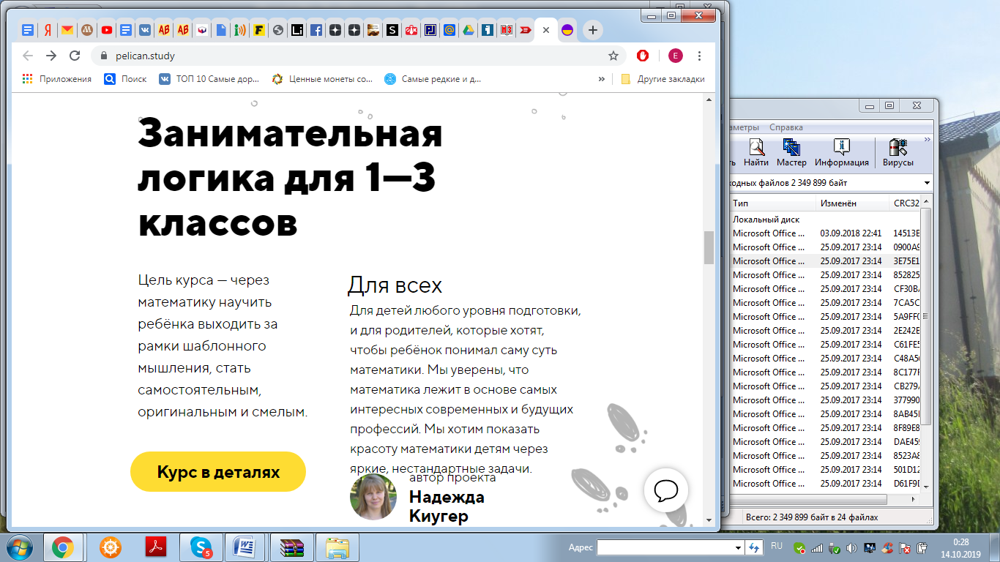 pelican.study
Приложения
Поиск
ТОП 10 Самые дор...
Ценные монеты со...
Самые редкие и д...
»
Другие закладки
Занимательная
логика для 1—3
классов
Цель курса — через
математику научить
ребёнка выходить за
рамки шаблонного
мышления, стать
самостоятельным,
оригинальным и смелым.
Курс в деталях
Для всех
Для детей любого уровня подготовки,
и для родителей, которые хотят,
чтобы ребёнок понимал саму суть
математики. Мы уверены, что
математика лежит в основе самых
интересных современных и будущих
профессий. Мы хотим показать
красоту математики детям через
яркие, нестандартные задачи.
автор проекта
Надежда
Киугер
аметры Справка
ть Найти Мастер Информация Вирусы »
ходных файлов 2 349 899 байт
Тип Изменён CRC32
Локальный диск
Microsoft Office ... 03.09.2018 22:41 14513E
Microsoft Office ... 25.09.2017 23:14 0900A9
Microsoft Office ... 25.09.2017 23:14 3E75E1
Microsoft Office ... 25.09.2017 23:14 852825
Microsoft Office ... 25.09.2017 23:14 CF30BA
Microsoft Office ... 25.09.2017 23:14 7CA5C
Microsoft Office ... 25.09.2017 23:14 5A9FF0
Microsoft Office ... 25.09.2017 23:14 2E242E
Microsoft Office ... 25.09.2017 23:14 C61FE5
Microsoft Office ... 25.09.2017 23:14 C48A5
Microsoft Office ... 25.09.2017 23:14 8C177F
Microsoft Office ... 25.09.2017 23:14 CB279A
Microsoft Office ... 25.09.2017 23:14 377990
Microsoft Office ... 25.09.2017 23:14 8AB45
Microsoft Office ... 25.09.2017 23:14 8F89E8
Microsoft Office ... 25.09.2017 23:14 DAE45
Microsoft Office ... 25.09.2017 23:14 8523A8
Microsoft Office ... 25.09.2017 23:14 501D12
Microsoft Office ... 25.09.2017 23:14 D61F9D
Всего: 2 349 899 байт в 24 файлах
Адрес
RU
0:28
14.10.2019